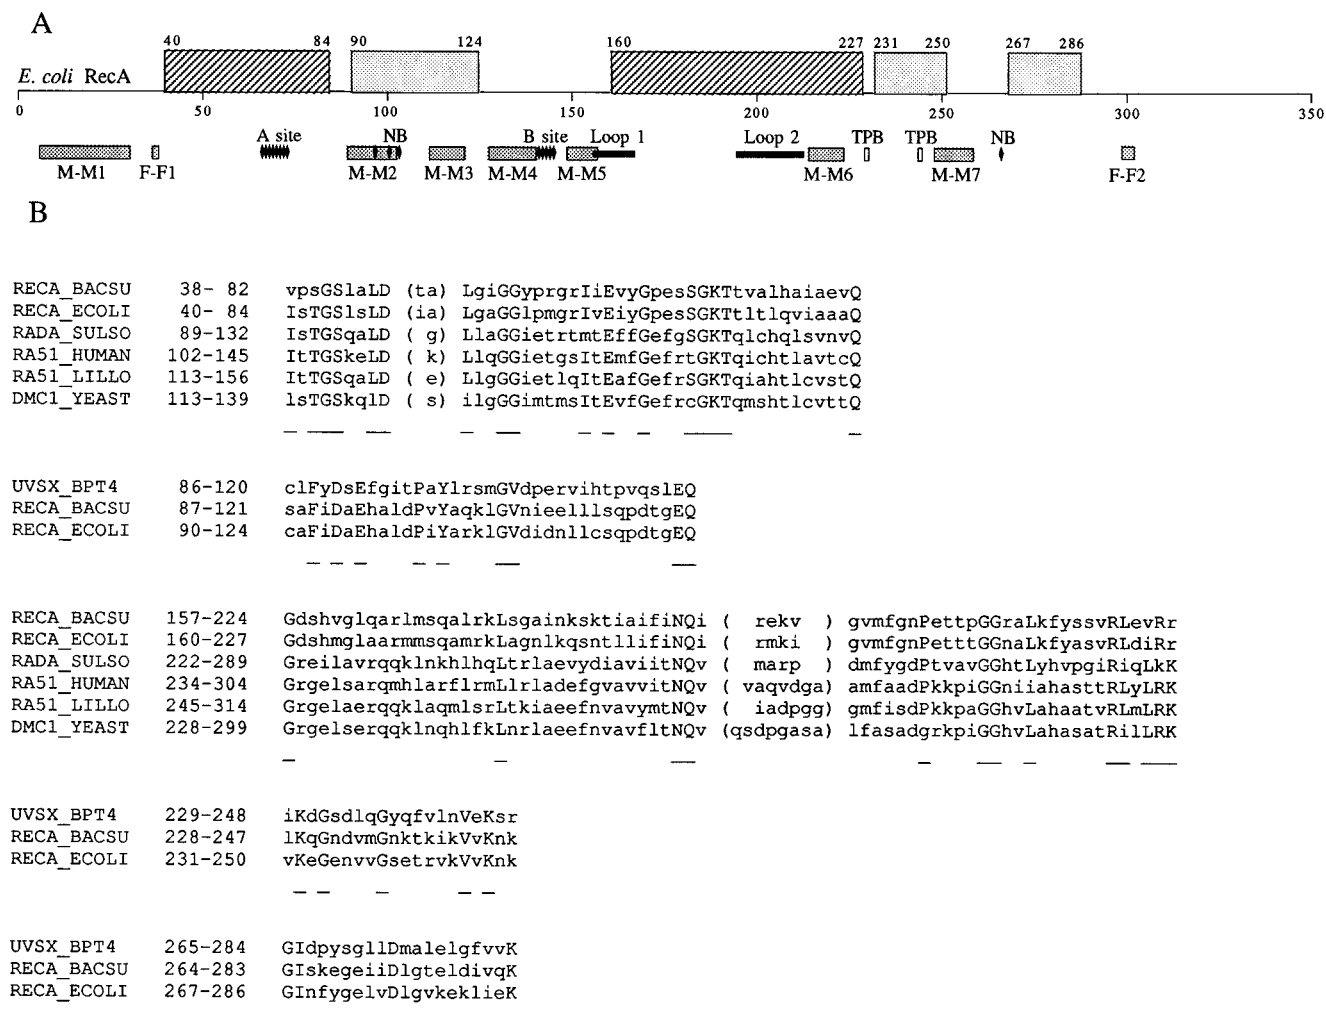 A
40 84 90 124 160 227 231 250 267 286
E. coli RecA
0 50 100 150 200 250 300 350
A site NB B site Loop 1 Loop 2 TPB TPB NB
M-M1 F-F1 M-M2 M-M3 M-M4 M-M5 M-M6 M-M7 F-F2
B
RECA_BACSU 38- 82 vpsGSlaLD (ta) LgiGGyprgrIiEvyGpesSGKTtvalhaiaevQ
RECA_ECOLI 40- 84 IsTGSlsLD (ia) LgaGGlpmgrIvEiyGpesSGKTtltlqviaaaQ
RADA_SULSO 89-132 IsTGSqaLD ( g) LlaGGietrtmtEffGefgSGKTqlchqlsvnvQ
RA51_HUMAN 102-145 ItTGSkeLD ( k) LlqGGietgsItEmfGefrtGKTqichtlavtcQ
RA51_LILLO 113-156 ItTGSqaLD ( e) LlgGGietlqItEafGefrSGKTqiahtlcvstQ
DMC1_YEAST 113-139 lsTGSkqlD ( s) ilgGGimtmsItEvfGefrcGKTqmshtlcvttQ
UVSX_BPT4 86-120 clFyDsEfgitPaYlrsmGVdpervihtpvqslEQ
RECA_BACSU 87-121 saFiDaEhaldPvYaqklGVnieelllsqpdtgEQ
RECA_ECOLI 90-124 caFiDaEhaldPiYarklGVdidnllcsqpdtgEQ
RECA_BACSU 157-224 GdshvglqarlmsqalrkLsgainksktiaifiNQi ( rekv ) gvmfgnPettpGGraLkfyssvRLevRr
RECA_ECOLI 160-227 GdshmglaarmmsqamrkLagnlkqsntllifiNQi ( rmki ) gvmfgnPetttGGnaLkfyasvRLdiRr
RADA_SULSO 222-289 GreilavrqqklnkhlhqLtrlaevydiaviitNQv ( marp ) dmfygdPtvavGGhtLyhvpgiRiqLkK
RA51_HUMAN 234-304 GrgelsarqmhlarflrmLlrladefgvavvitNQv ( vaqvdga) amfaadPkkpiGGniiahasttRLyLRK
RA51_LILLO 245-314 GrgelaerqqklaqmlsrLtkiaeefnvavymtNQv ( iadpgg) gmfisdPkkpaGGhvLahaatvRLmLRK
DMC1_YEAST 228-299 GrgelserqqklnqhlfkLnrlaeefnvavfltNQv (qsdpgasa) lfasadgrkpiGGhvLahasatRilLRK
UVSX_BPT4 229-248 iKdGsdlqGyqfvlnVeKsr
RECA_BACSU 228-247 lKqGndvmGnktkikVvKnk
RECA_ECOLI 231-250 vKeGenvvGsetrvkVvKnk
UVSX_BPT4 265-284 GIdpysgllDmalelgfvvK
RECA_BACSU 264-283 GIskegeiiDlgteldivqK
RECA_ECOLI 267-286 GInfygelvDlgvkeklieK